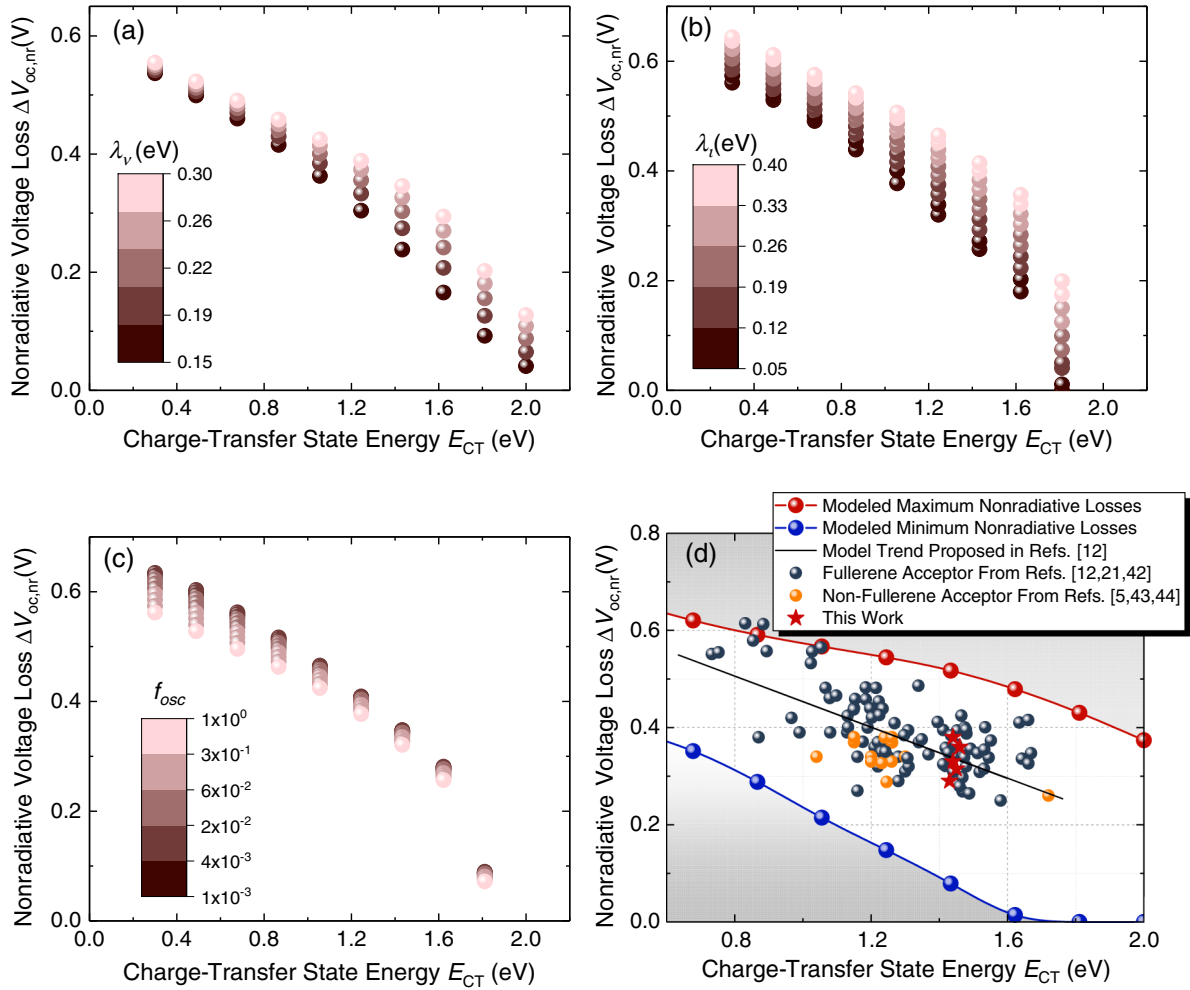 (a)
Nonradiative Voltage Loss ΔVoc,nr(V)
0.6
0.4
0.2
0.0
λv (eV)
0.30
0.26
0.22
0.19
0.15
0.0 0.4 0.8 1.2 1.6 2.0
Charge-Transfer State Energy ECT (eV)
(b)
Nonradiative Voltage Loss ΔVoc,nr(V)
0.6
0.4
0.2
0.0
λι(eV)
0.40
0.33
0.26
0.19
0.12
0.05
0.0 0.4 0.8 1.2 1.6 2.0
Charge-Transfer State Energy ECT (eV)
(c)
Nonradiative Voltage Loss ΔVoc,nr(V)
0.6
0.4
0.2
0.0
fosc
1x10⁰
3x10⁻¹
6x10⁻²
2x10⁻²
4x10⁻³
1x10⁻³
0.0 0.4 0.8 1.2 1.6 2.0
Charge-Transfer State Energy ECT (eV)
Modeled Maximum Nonradiative Losses
Modeled Minimum Nonradiative Losses
Model Trend Proposed in Refs. [12]
Fullerene Acceptor From Refs. [12,21,42]
Non-Fullerene Acceptor From Refs. [5,43,44]
This Work
(d)
Nonradiative Voltage Loss ΔVoc,nr(V)
0.8
0.6
0.4
0.2
0.0
0.8 1.2 1.6 2.0
Charge-Transfer State Energy ECT (eV)